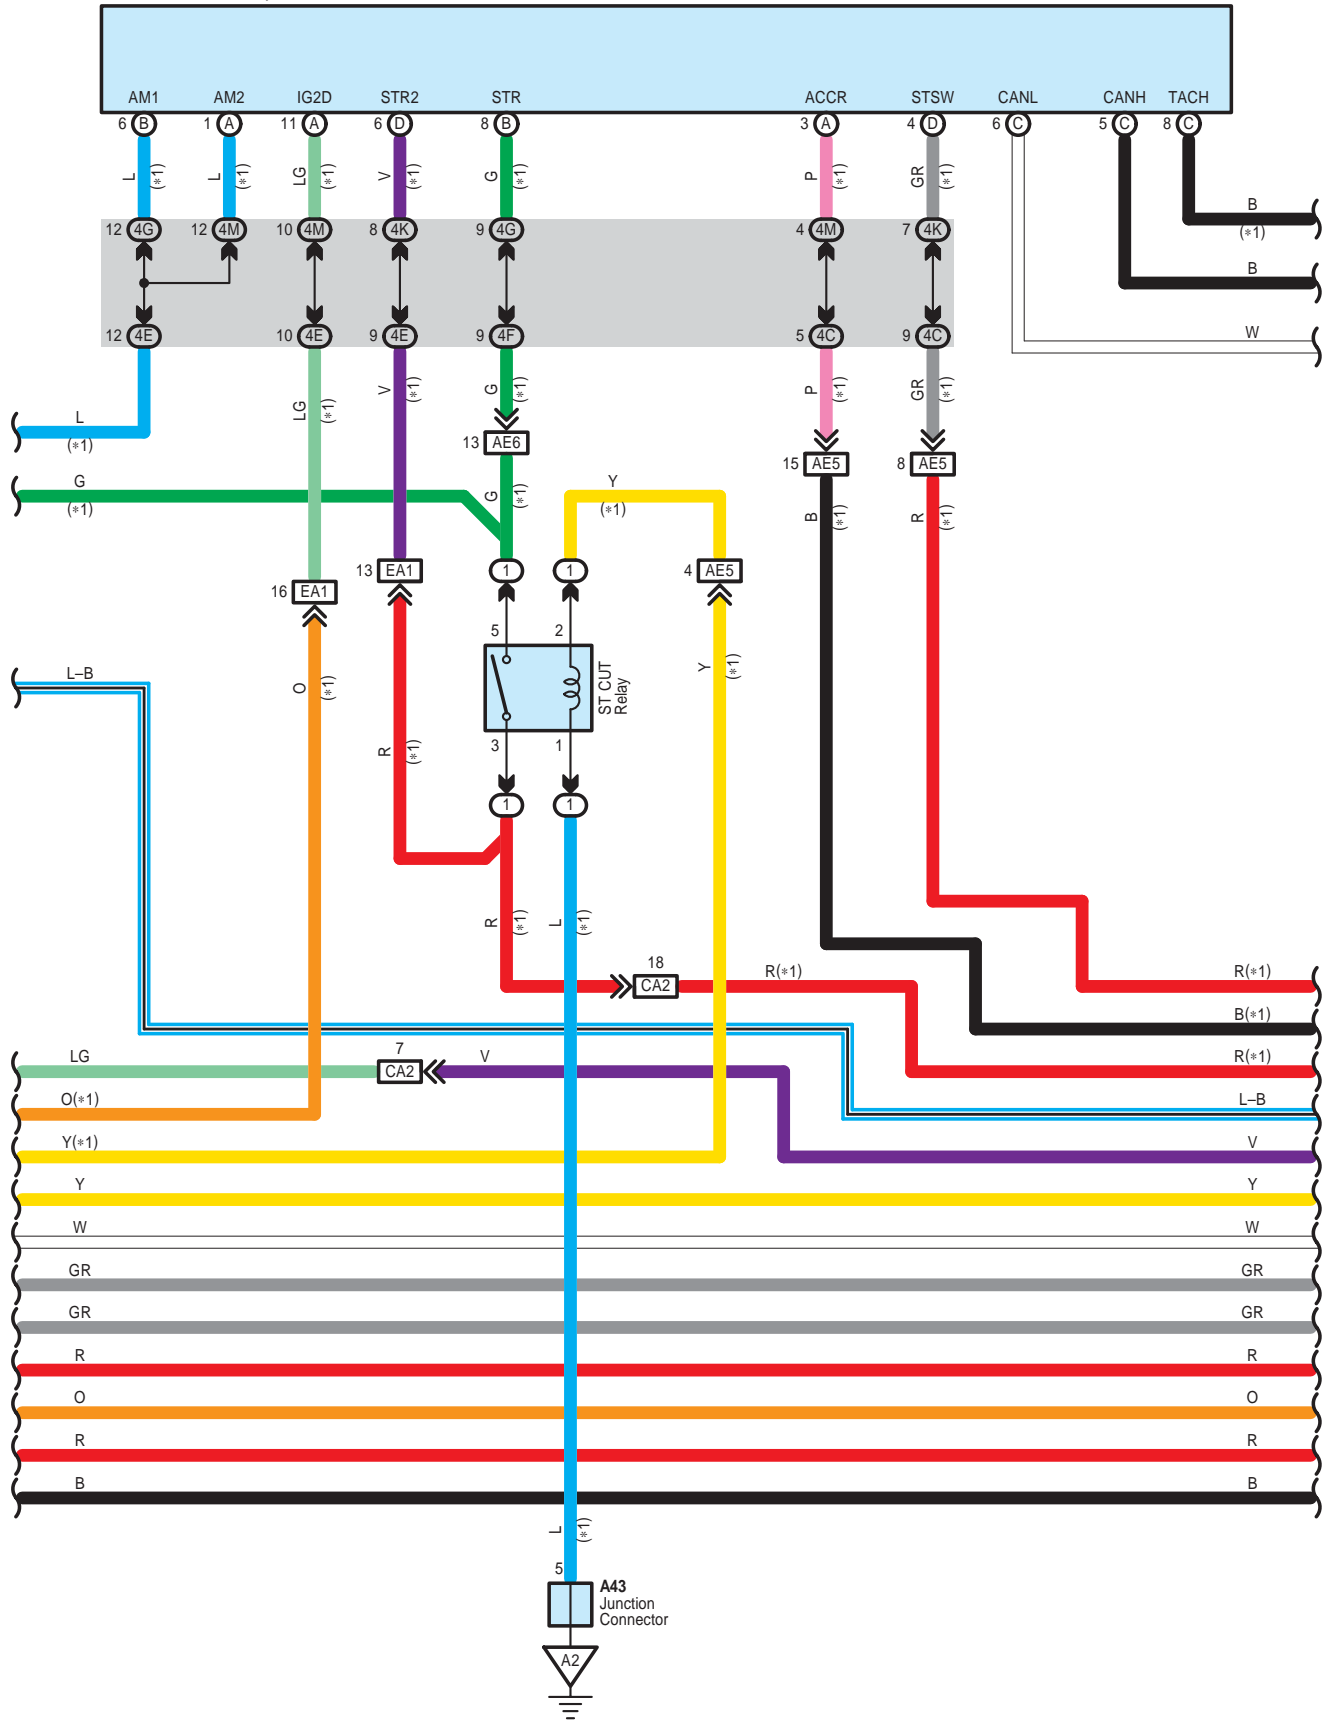 AM1 AM2 IG2D STR2 STR ACCR STSW CANL CANH TACH
6 B 1 A 11 A 6 D 8 B 3 A 4 D 6 C 5 C 8 C
L (*1) L (*1) LG (*1) V (*1) G (*1) P (*1) GR (*1)
B
(*1)
12 4G 12 4M 10 4M 8 4K 9 4G 4 4M 7 4K
B
W
12 4E 10 4E 9 4E 9 4F 5 4C 9 4C
LG (*1) V (*1) G (*1) P (*1) GR (*1)
L
(*1)
13 AE6
15 AE5 8 AE5
G
(*1)
G (*1)
Y
(*1)
B (*1) R (*1)
13 EA1 1 1 4 AE5
16 EA1
5 2
L–B
O (*1)
ST CUT
Relay
Y (*1)
R (*1)
3 1
1 1
R (*1) L (*1)
18
CA2
R(*1)
R(*1)
B(*1)
LG
7
CA2
V
R(*1)
O(*1) L–B
Y(*1) V
Y Y
W W
GR GR
GR GR
R R
O O
R R
B B
L (*1)
5
A43
Junction
Connector
A2